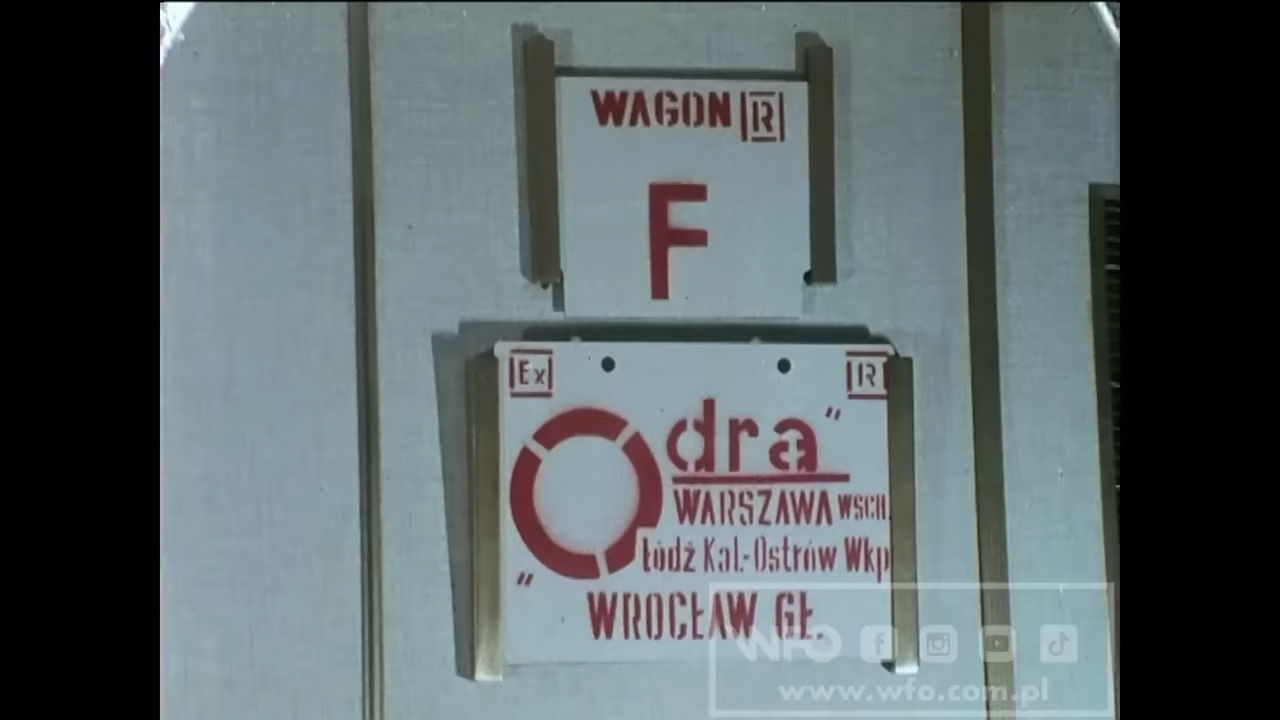 WAGON R
F
Ex R
„Odra”
WARSZAWA WSCH.
Łódź Kal.-Ostrów Wkp
WROCŁAW GŁ.
WFO
www.wfo.com.pl